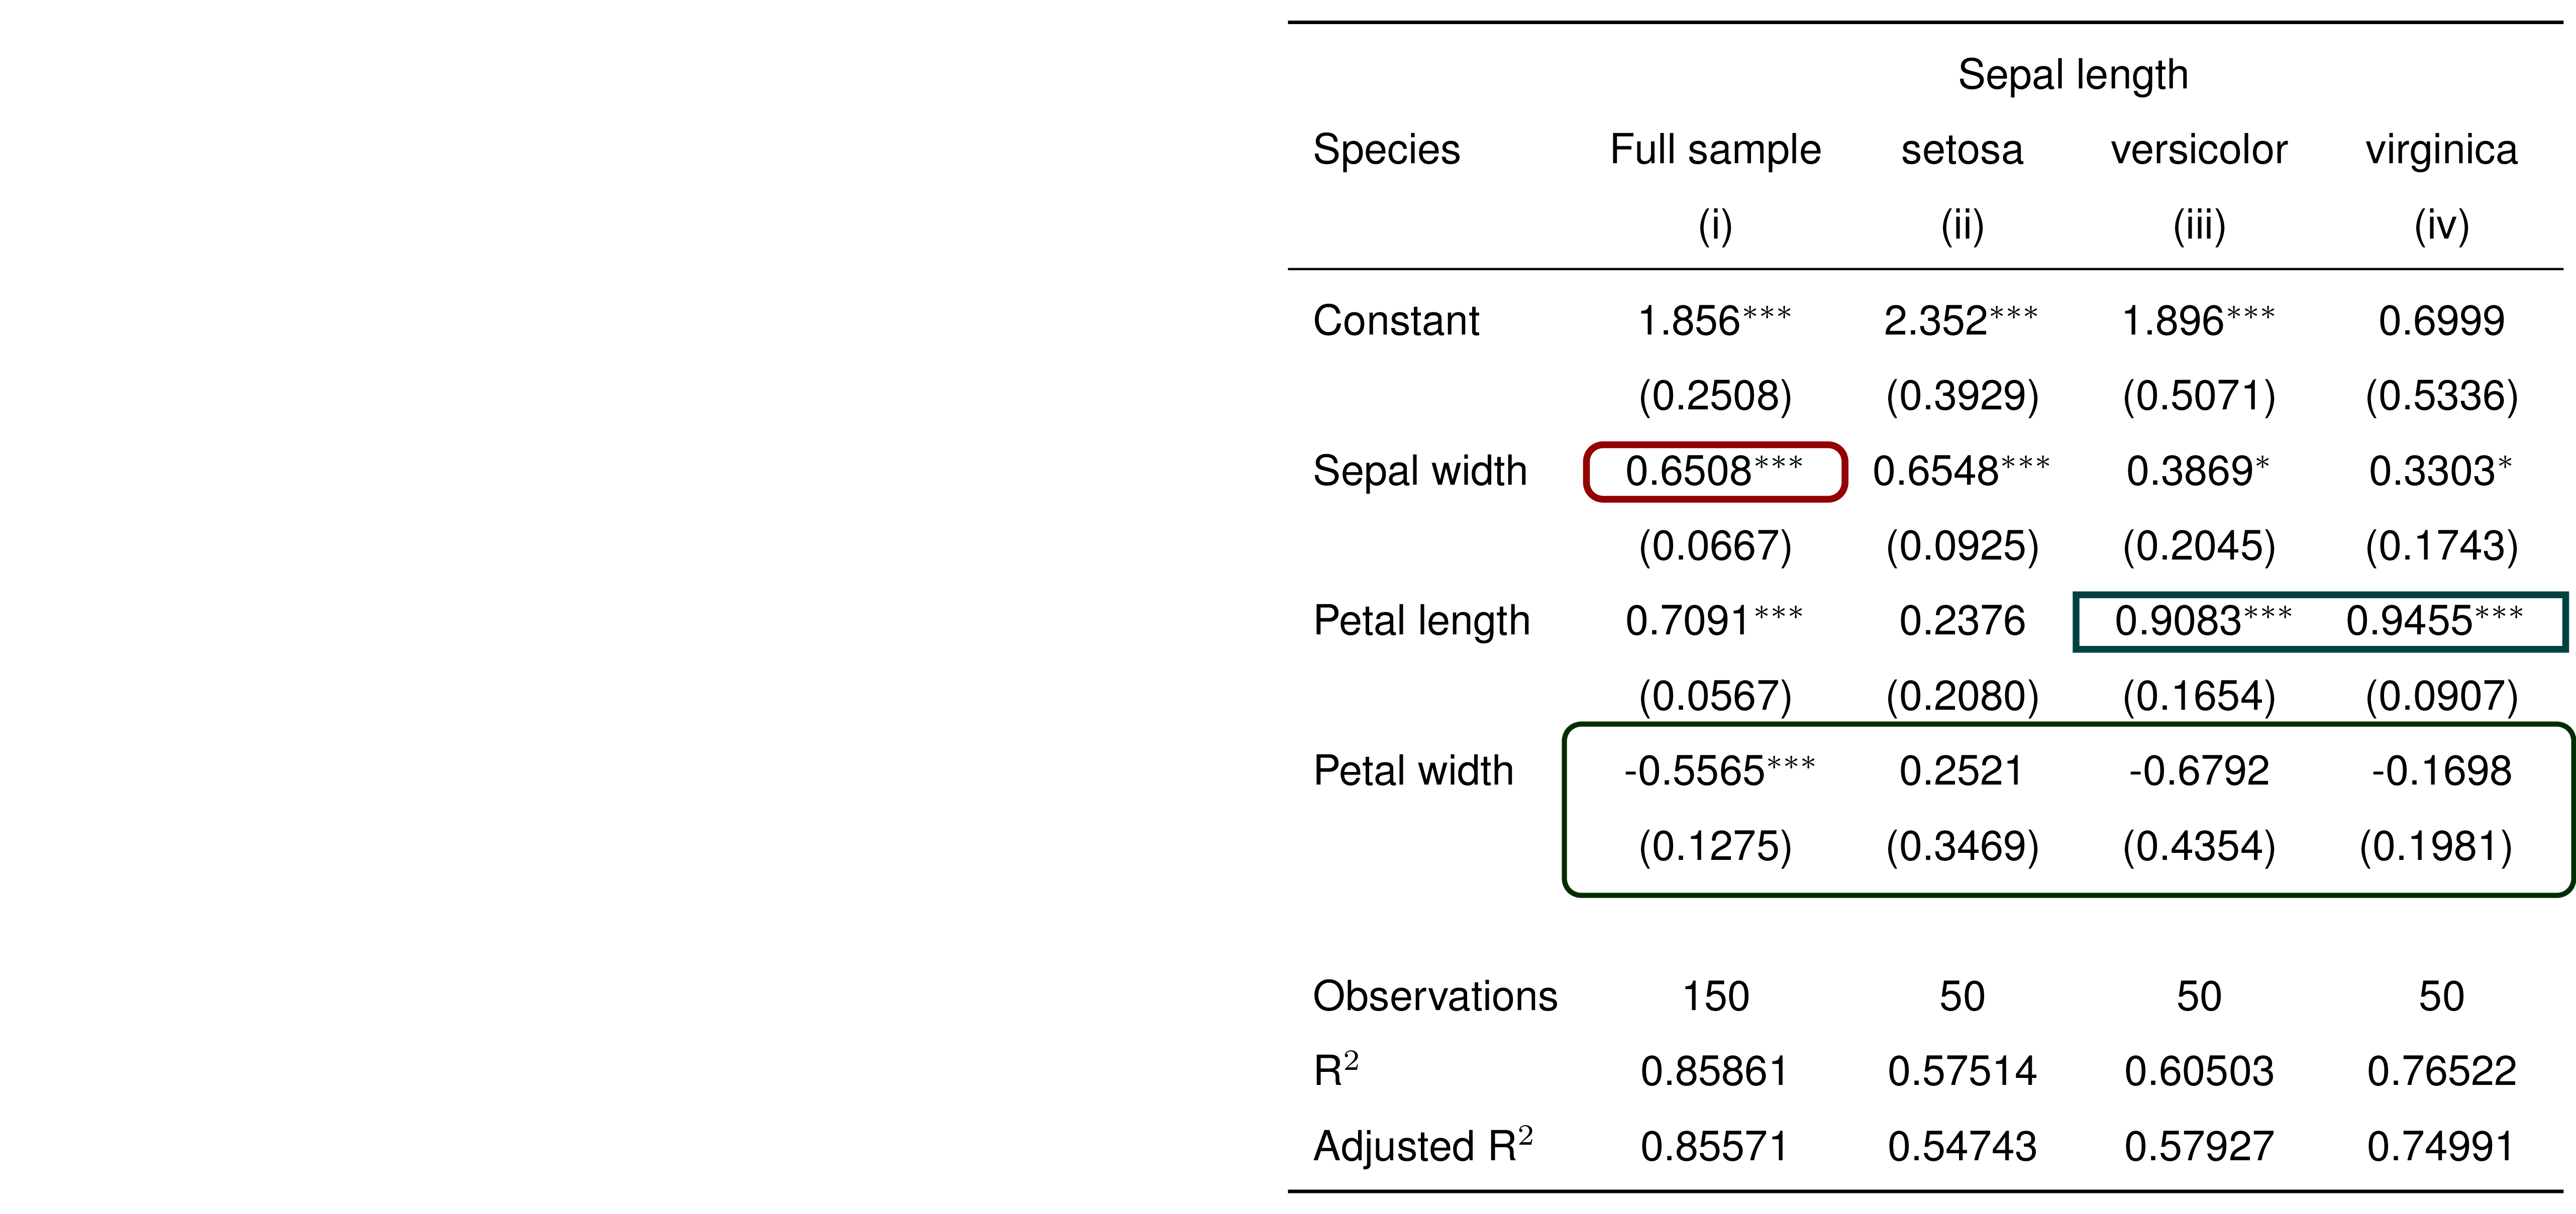 Sepal length
Species Full sample setosa versicolor virginica
(i) (ii) (iii) (iv)
Constant 1.856*** 2.352*** 1.896*** 0.6999
(0.2508) (0.3929) (0.5071) (0.5336)
Sepal width 0.6508*** 0.6548*** 0.3869* 0.3303*
(0.0667) (0.0925) (0.2045) (0.1743)
Petal length 0.7091*** 0.2376 0.9083*** 0.9455***
(0.0567) (0.2080) (0.1654) (0.0907)
Petal width -0.5565*** 0.2521 -0.6792 -0.1698
(0.1275) (0.3469) (0.4354) (0.1981)
Observations 150 50 50 50
R² 0.85861 0.57514 0.60503 0.76522
Adjusted R² 0.85571 0.54743 0.57927 0.74991